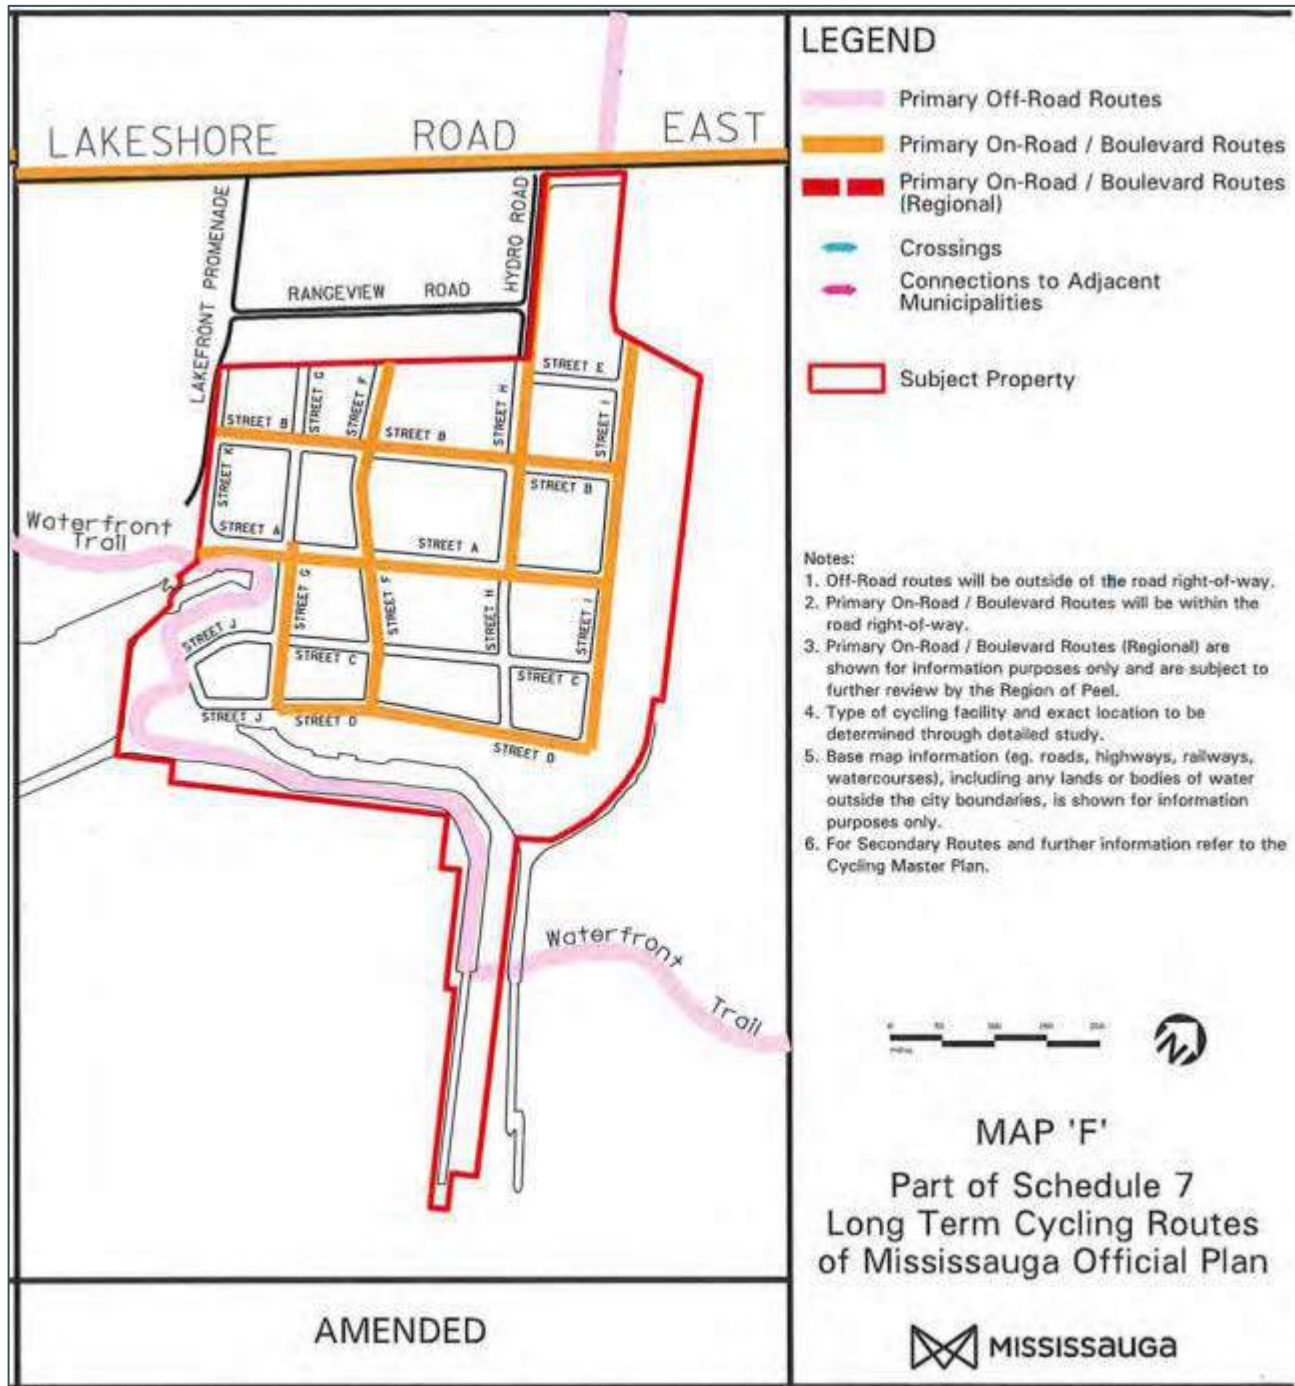 LAKESHORE ROAD EAST
LAKEFRONT PROMENADE
HYDRO ROAD
RANGEVIEW ROAD
STREET E
STREET G
STREET F
STREET H
STREET I
STREET B
STREET B
STREET B
STREET K
STREET A
STREET A
Waterfront
Trail
STREET G
STREET F
STREET H
STREET I
STREET J
STREET C
STREET C
STREET J
STREET D
STREET D
Waterfront
Trail
AMENDED
LEGEND
Primary Off-Road Routes
Primary On-Road / Boulevard Routes
Primary On-Road / Boulevard Routes
(Regional)
Crossings
Connections to Adjacent
Municipalities
Subject Property
Notes:
1. Off-Road routes will be outside of the road right-of-way.
2. Primary On-Road / Boulevard Routes will be within the
road right-of-way.
3. Primary On-Road / Boulevard Routes (Regional) are
shown for information purposes only and are subject to
further review by the Region of Peel.
4. Type of cycling facility and exact location to be
determined through detailed study.
5. Base map information (eg. roads, highways, railways,
watercourses), including any lands or bodies of water
outside the city boundaries, is shown for information
purposes only.
6. For Secondary Routes and further information refer to the
Cycling Master Plan.
MAP 'F'
Part of Schedule 7
Long Term Cycling Routes
of Mississauga Official Plan
MISSISSAUGA